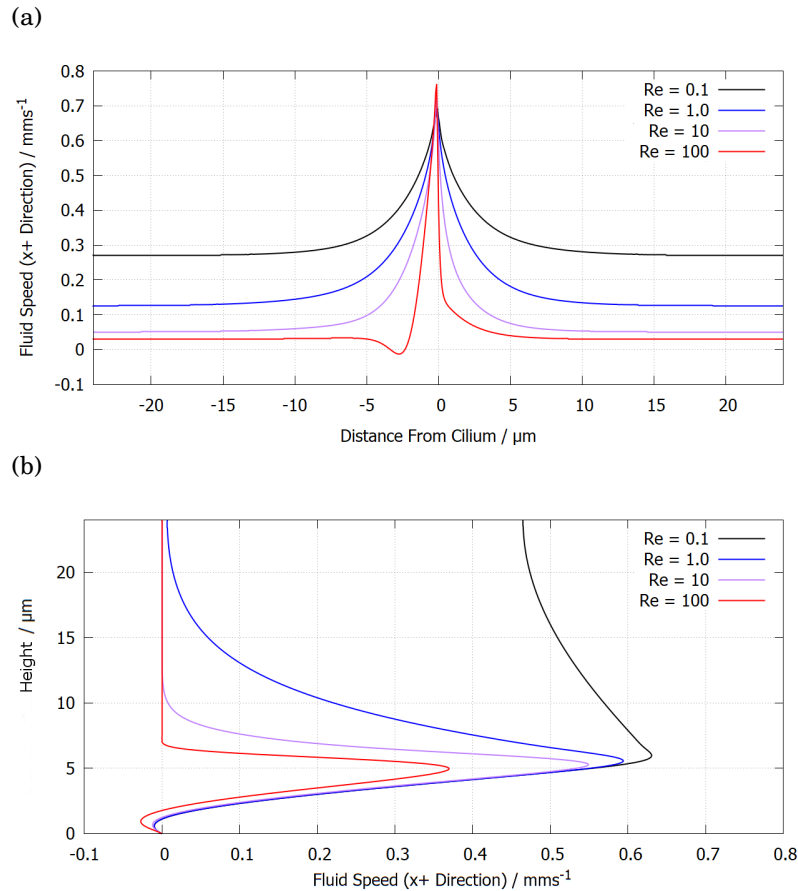 (a)
Fluid Speed (x+ Direction) / mms⁻¹
0.8
0.7
0.6
0.5
0.4
0.3
0.2
0.1
0
-0.1
Re = 0.1
Re = 1.0
Re = 10
Re = 100
-20 -15 -10 -5 0 5 10 15 20
Distance From Cilium / µm
(b)
Height / µm
20
15
10
5
0
Re = 0.1
Re = 1.0
Re = 10
Re = 100
-0.1 0 0.1 0.2 0.3 0.4 0.5 0.6 0.7 0.8
Fluid Speed (x+ Direction) / mms⁻¹